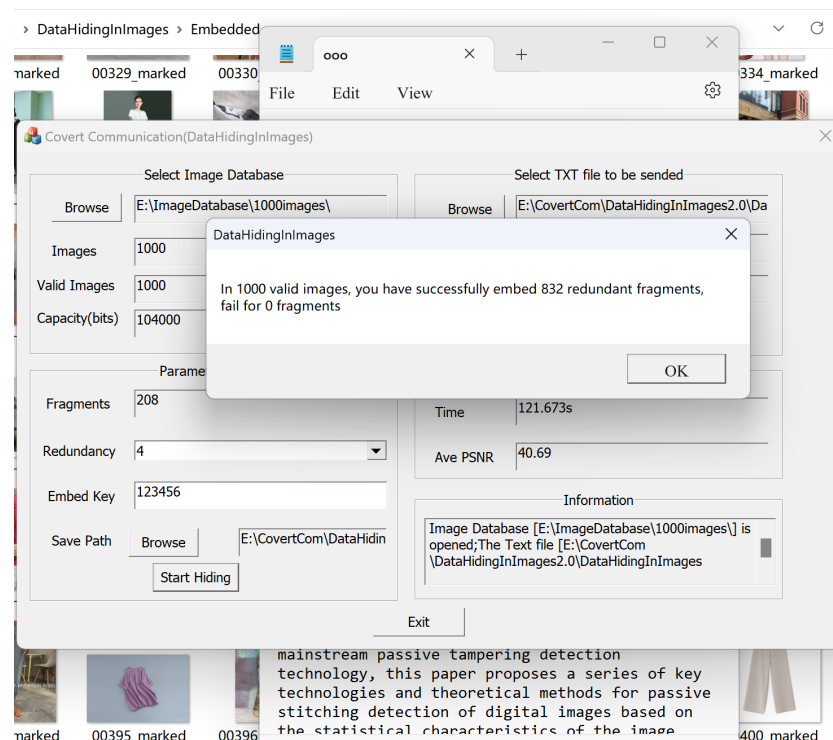 DataHidingInImages > Embedded
ooo
marked 00329_marked 00330 334_marked
File Edit View
Covert Communication(DataHidingInImages)
Select Image Database
Browse E:\ImageDatabase\1000images\
Images 1000
Valid Images 1000
Capacity(bits) 104000
Select TXT file to be sended
Browse E:\CovertCom\DataHidingInImages2.0\Da
DataHidingInImages
In 1000 valid images, you have successfully embed 832 redundant fragments,
fail for 0 fragments
OK
Parame
Fragments 208
Redundancy 4
Embed Key 123456
Save Path Browse E:\CovertCom\DataHidin
Start Hiding
Time 121.673s
Ave PSNR 40.69
Information
Image Database [E:\ImageDatabase\1000images\] is
opened;The Text file [E:\CovertCom
\DataHidingInImages2.0\DataHidingInImages
Exit
mainstream passive tampering detection
technology, this paper proposes a series of key
technologies and theoretical methods for passive
stitching detection of digital images based on
the statistical characteristics of the image
marked 00395_marked 00396 400_marked